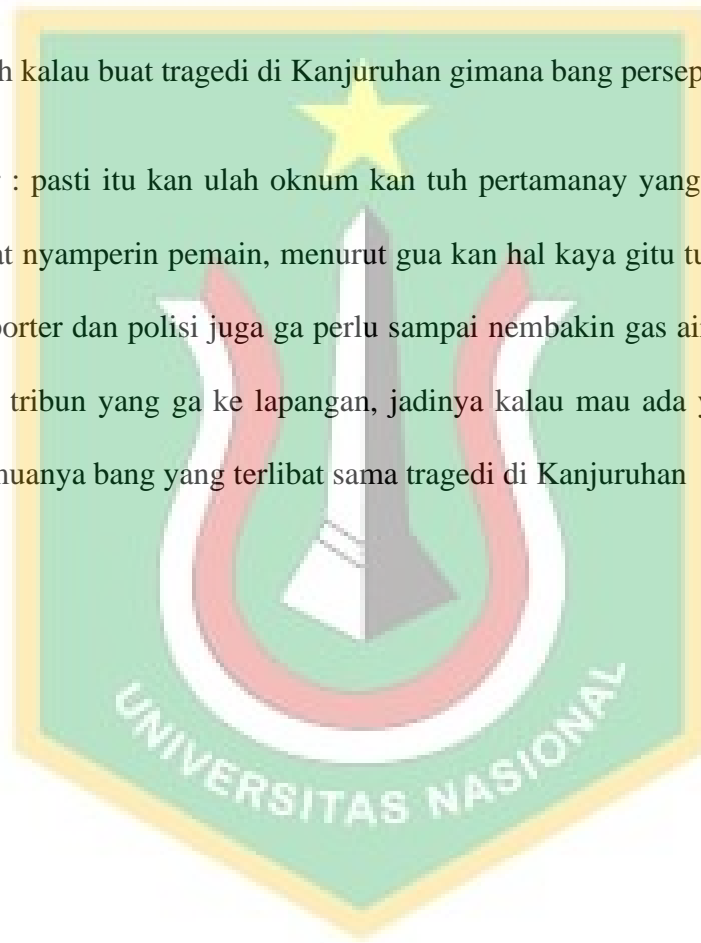 h kalau buat tragedi di Kanjuruhan gimana bang persep
: pasti itu kan ulah oknum kan tuh pertamanay yang
at nyamperin pemain, menurut gua kan hal kaya gitu tu
porter dan polisi juga ga perlu sampai nembakin gas ai
tribun yang ga ke lapangan, jadinya kalau mau ada y
nuanya bang yang terlibat sama tragedi di Kanjuruhan
UNIVERSITAS NASIONAL